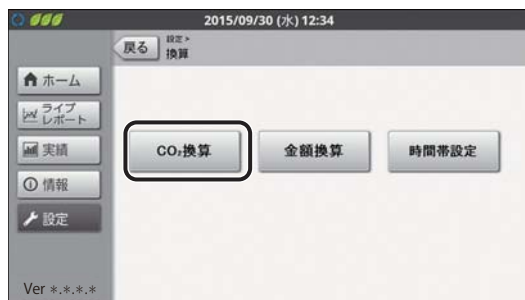 2015/09/30 (水) 12:34
戻る
設定 >
換算
ホーム
ライブ
レポート
実績
情報
設定
CO₂換算
金額換算
時間帯設定
Ver *.*.*.*